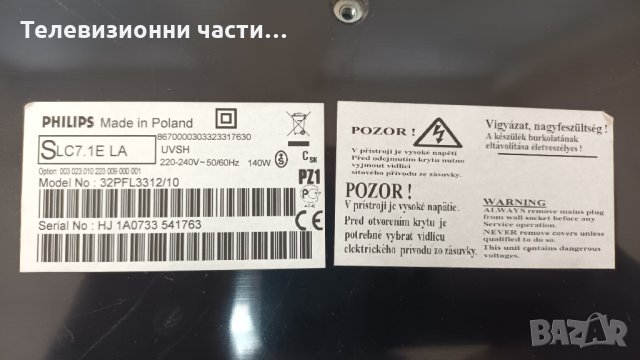 Телевизионни части...
PHILIPS Made in Poland
8670000303323317630
SLC7.1E LA
UVSH
220-240V~50/60Hz 140W
CSK
Option: 003 023 010 223 009 000 001
Model No : 32PFL3312/10
PZ1
Serial No : HJ 1A0733 541763
CE
POZOR !
V přístroji je vysoké napětí
Před odejmutím krytu nutno
vyjmout vidlici
síťového přívodu ze zásuvky.
POZOR !
V prístroji je vysoké napätie.
Pred otvorením krytu je
potrebné vybrať vidlicu
elektrického prívodu zo zásuvky.
Vigyázat, nagyfeszültség !
A készülék burkolatának
eltávolítása életveszélyes !
WARNING
ALWAYS remove mains plug
from wall socket before any
Service operation.
NEVER remove covers unless
qualified to do so.
This unit contains dangerous
voltages.
BAZAR